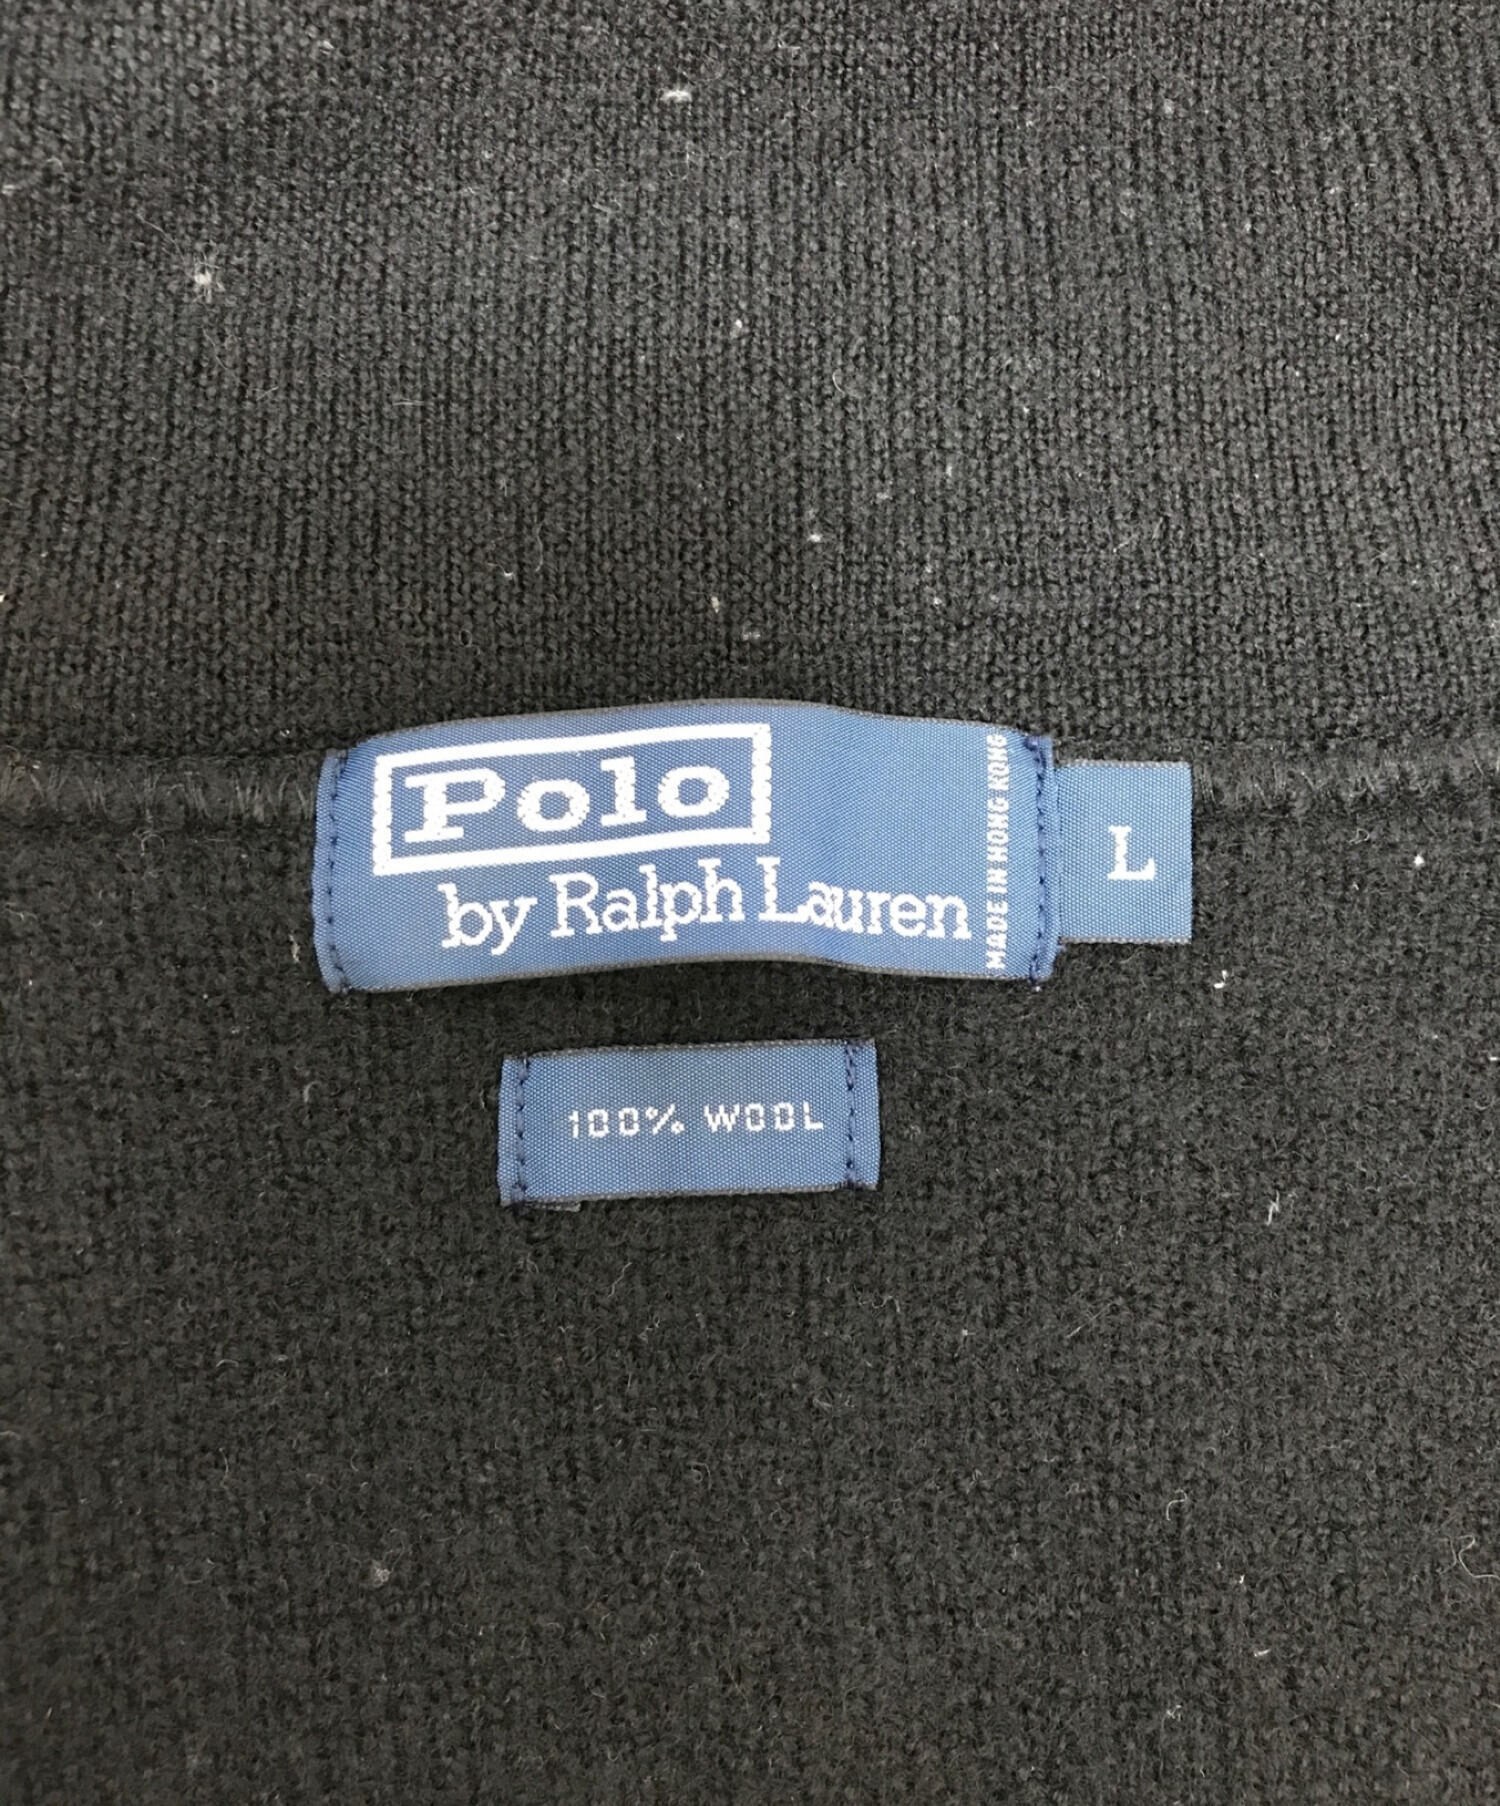 Polo
by Ralph Lauren
MADE IN HONG KONG
L
100% WOOL